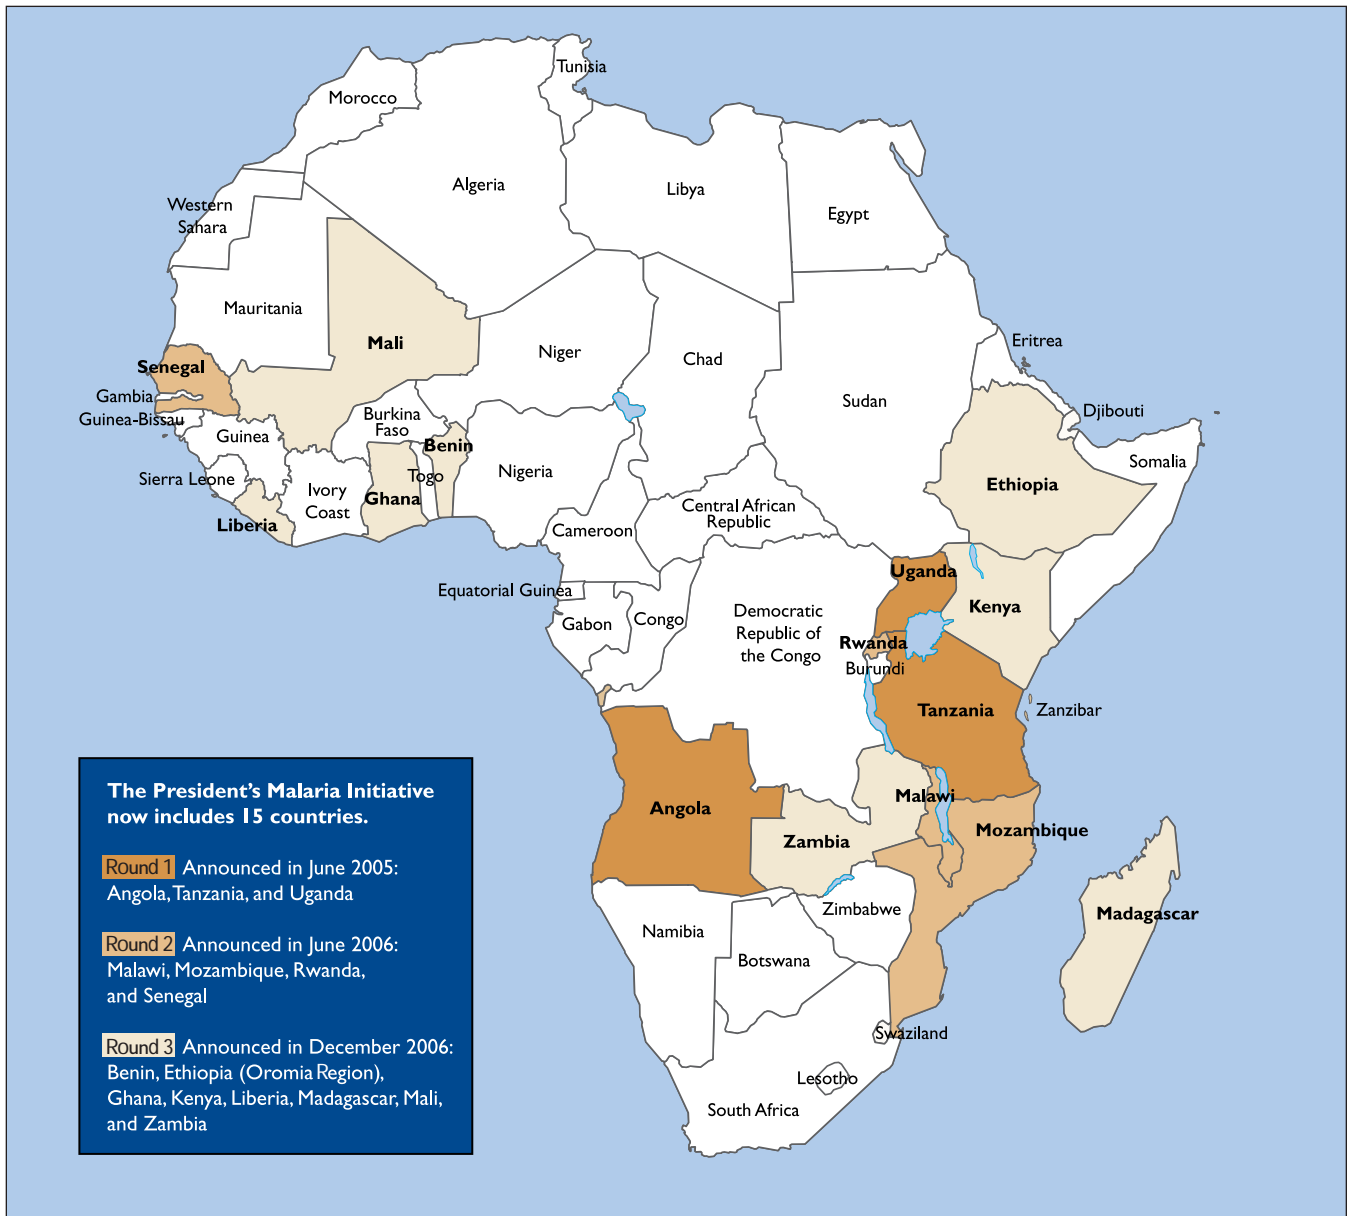 Tunisia
Morocco
Algeria
Libya
Egypt
Western
Sahara
Mauritania
Mali
Niger
Chad
Sudan
Eritrea
Senegal
Gambia
Guinea-Bissau
Guinea
Burkina
Faso
Benin
Djibouti
Somalia
Sierra Leone
Ivory
Coast
Ghana
Togo
Nigeria
Ethiopia
Liberia
Cameroon
Central African
Republic
Equatorial Guinea
Gabon
Congo
Democratic
Republic of
the Congo
Uganda
Kenya
Rwanda
Burundi
Tanzania
Zanzibar
Angola
Zambia
Malawi
Mozambique
Madagascar
Zimbabwe
Namibia
Botswana
Swaziland
Lesotho
South Africa
The President’s Malaria Initiative
now includes 15 countries.
Round 1 Announced in June 2005:
Angola, Tanzania, and Uganda
Round 2 Announced in June 2006:
Malawi, Mozambique, Rwanda,
and Senegal
Round 3 Announced in December 2006:
Benin, Ethiopia (Oromia Region),
Ghana, Kenya, Liberia, Madagascar, Mali,
and Zambia